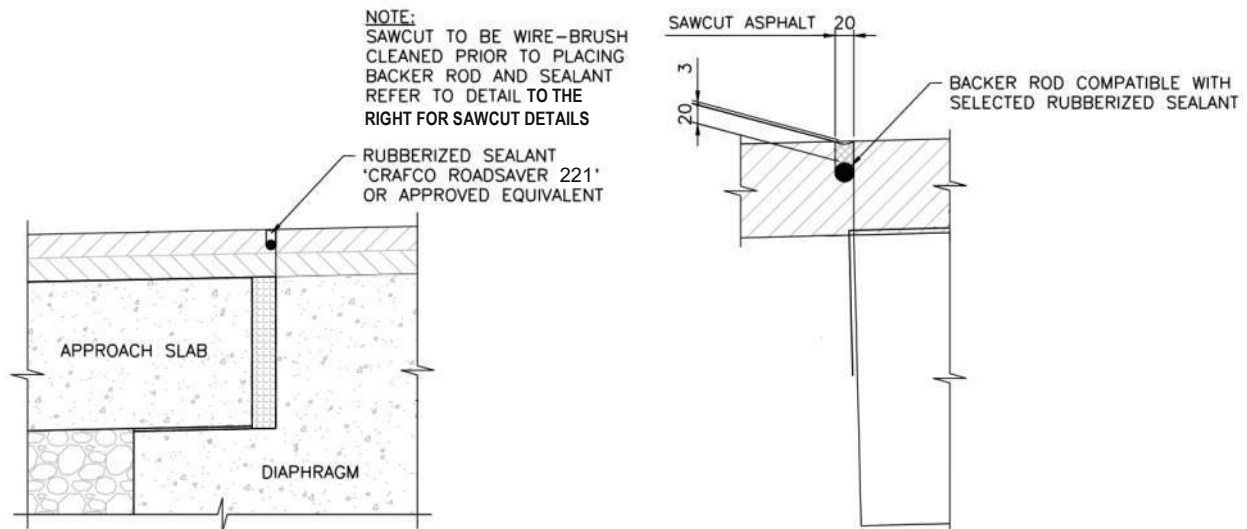 NOTE:
SAWCUT TO BE WIRE-BRUSH
CLEANED PRIOR TO PLACING
BACKER ROD AND SEALANT
REFER TO DETAIL TO THE
RIGHT FOR SAWCUT DETAILS
RUBBERIZED SEALANT
'CRAFCO ROADSAVER 221'
OR APPROVED EQUIVALENT
APPROACH SLAB
DIAPHRAGM
SAWCUT ASPHALT 20
3
20
BACKER ROD COMPATIBLE WITH
SELECTED RUBBERIZED SEALANT